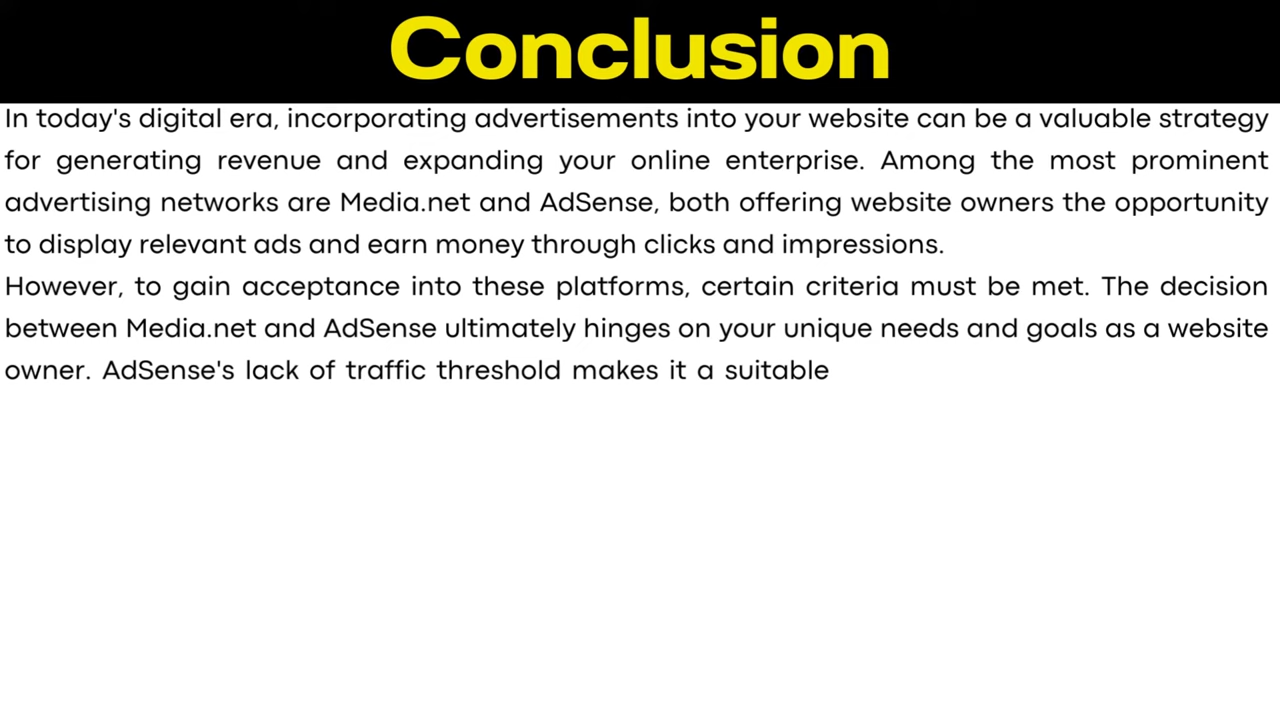 Conclusion
In today's digital era, incorporating advertisements into your website can be a valuable strategy
for generating revenue and expanding your online enterprise. Among the most prominent
advertising networks are Media.net and AdSense, both offering website owners the opportunity
to display relevant ads and earn money through clicks and impressions.
However, to gain acceptance into these platforms, certain criteria must be met. The decision
between Media.net and AdSense ultimately hinges on your unique needs and goals as a website
owner. AdSense's lack of traffic threshold makes it a suitable